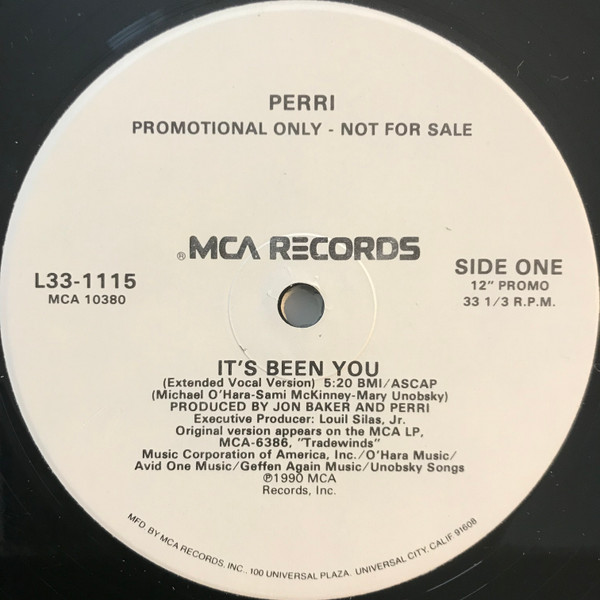 PERRI
PROMOTIONAL ONLY - NOT FOR SALE
® MCA RECORDS
L33-1115
MCA 10380
SIDE ONE
12" PROMO
33 1/3 R.P.M.
IT'S BEEN YOU
(Extended Vocal Version) 5:20 BMI/ASCAP
(Michael O'Hara-Sami McKinney-Mary Unobsky)
PRODUCED BY JON BAKER AND PERRI
Executive Producer: Louil Silas, Jr.
Original version appears on the MCA LP,
MCA-6386, "Tradewinds"
Music Corporation of America, Inc./O'Hara Music/
Avid One Music/Geffen Again Music/Unobsky Songs
℗1990 MCA
Records, Inc.
MFD. BY MCA RECORDS, INC., 100 UNIVERSAL PLAZA, UNIVERSAL CITY, CALIF 91608